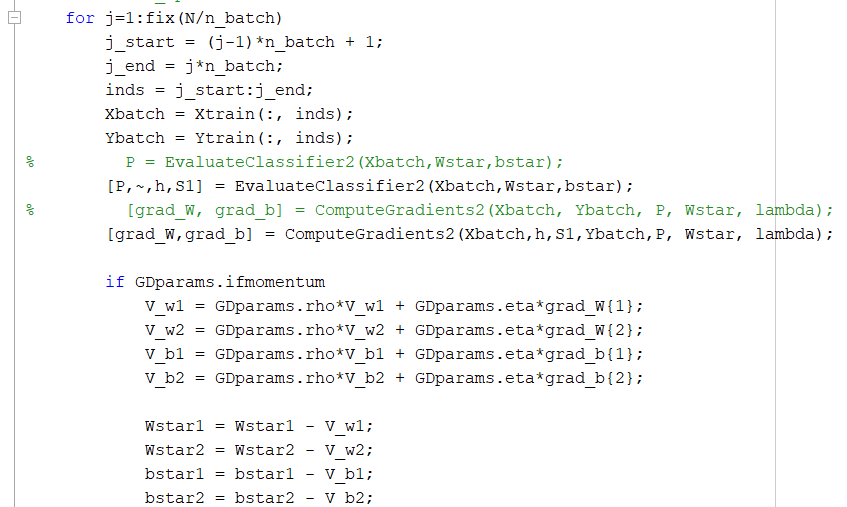 for j=1:fix(N/n_batch)
j_start = (j-1)*n_batch + 1;
j_end = j*n_batch;
inds = j_start:j_end;
Xbatch = Xtrain(:, inds);
Ybatch = Ytrain(:, inds);
% P = EvaluateClassifier2(Xbatch,Wstar,bstar);
[P,~,h,S1] = EvaluateClassifier2(Xbatch,Wstar,bstar);
% [grad_W, grad_b] = ComputeGradients2(Xbatch, Ybatch, P, Wstar, lambda);
[grad_W,grad_b] = ComputeGradients2(Xbatch,h,S1,Ybatch,P, Wstar, lambda);
if GDparams.ifmomentum
V_w1 = GDparams.rho*V_w1 + GDparams.eta*grad_W{1};
V_w2 = GDparams.rho*V_w2 + GDparams.eta*grad_W{2};
V_b1 = GDparams.rho*V_b1 + GDparams.eta*grad_b{1};
V_b2 = GDparams.rho*V_b2 + GDparams.eta*grad_b{2};
Wstar1 = Wstar1 - V_w1;
Wstar2 = Wstar2 - V_w2;
bstar1 = bstar1 - V_b1;
bstar2 = bstar2 - V_b2;